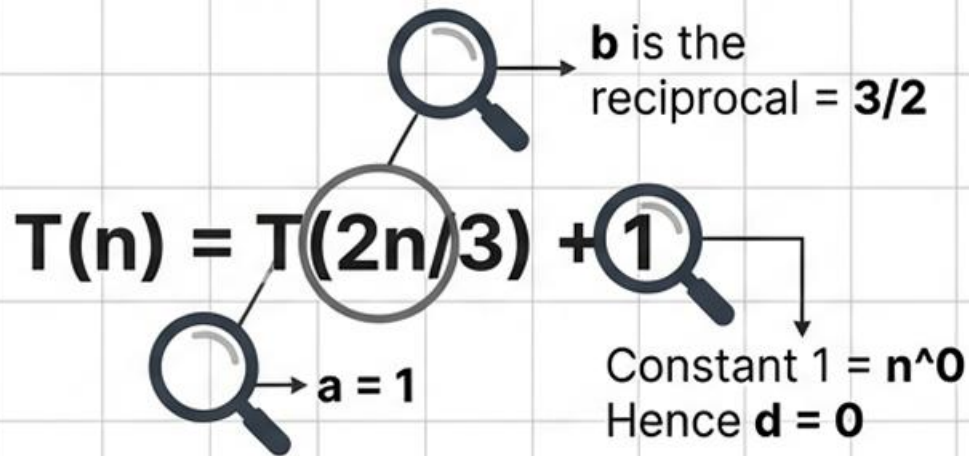 b is the
reciprocal = 3/2
T(n) = T(2n/3) + 1
a = 1
Constant 1 = n^0
Hence d = 0